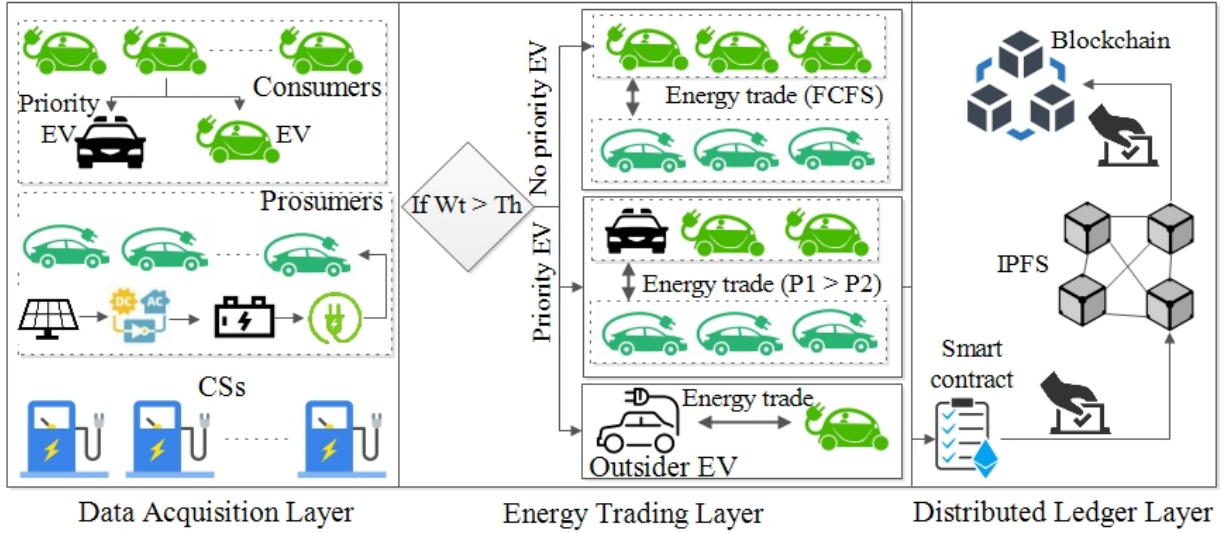 Consumers
Priority
EV
EV
Prosumers
DC
AC
CSs
Data Acquisition Layer
If Wt > Th
No priority EV
Priority EV
Energy trade (FCFS)
Energy trade (P1 > P2)
Energy trade
Outsider EV
Energy Trading Layer
Blockchain
IPFS
Smart
contract
Distributed Ledger Layer